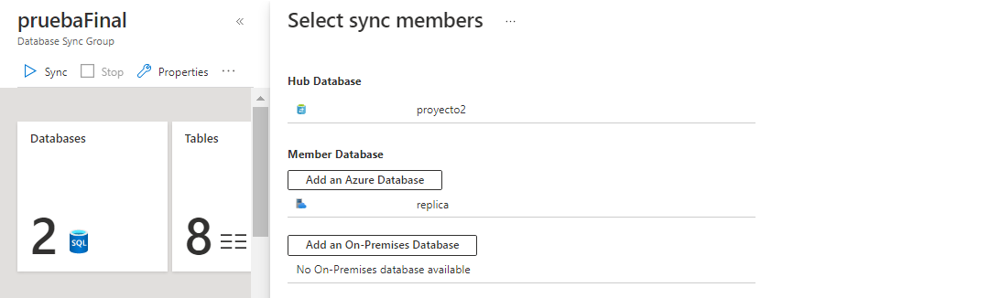 pruebaFinal
«
Database Sync Group
Sync
Stop
Properties
...
Databases
2
SQL
Tables
8
Select sync members
...
Hub Database
proyecto2
Member Database
Add an Azure Database
replica
Add an On-Premises Database
No On-Premises database available